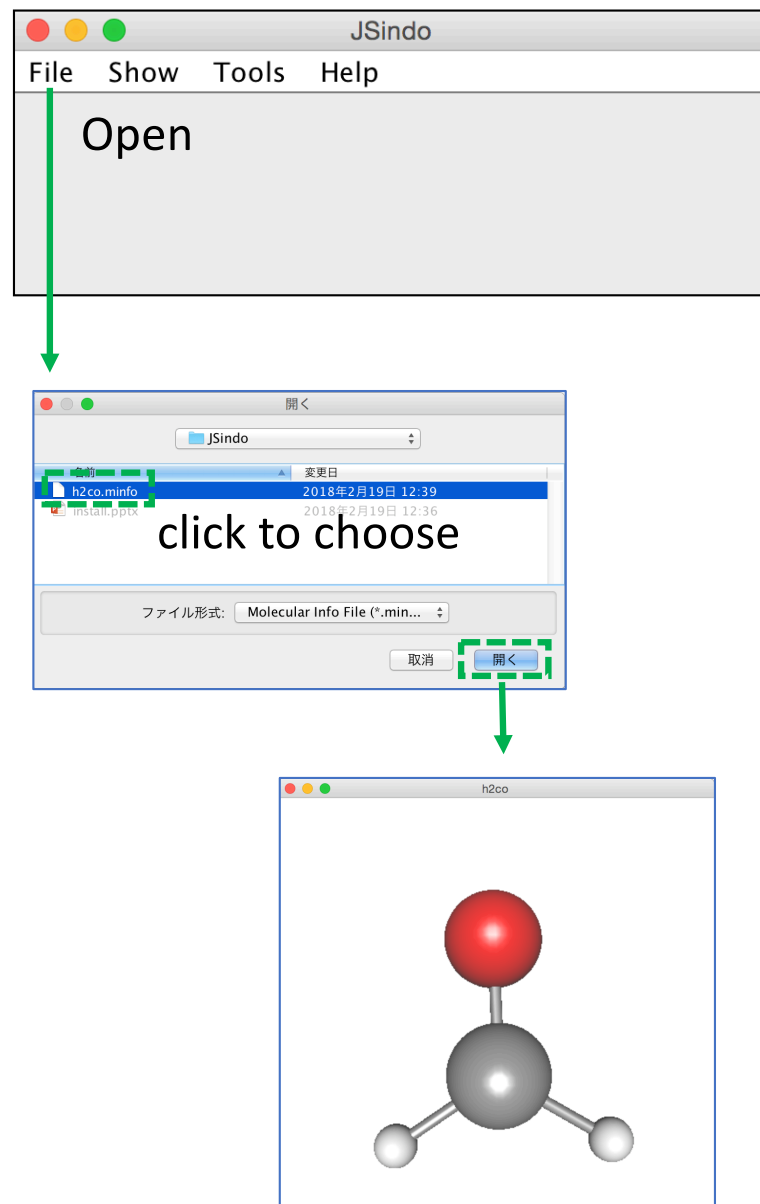 JSindo
File Show Tools Help
Open
開く
JSindo
名前 変更日
h2co.minfo 2018年2月19日 12:39
install.pptx 2018年2月19日 12:36
click to choose
ファイル形式: Molecular Info File (*.min...
取消 開く
h2co